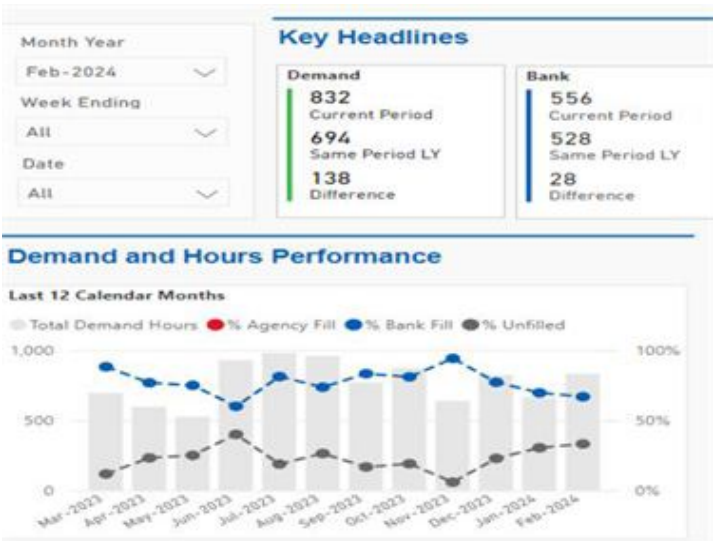 Month Year
Feb-2024
Week Ending
All
Date
All
Key Headlines
Demand
832
Current Period
694
Same Period LY
138
Difference
Bank
556
Current Period
528
Same Period LY
28
Difference
Demand and Hours Performance
Last 12 Calendar Months
Total Demand Hours % Agency Fill % Bank Fill % Unfilled
1,000 100%
500 50%
0 0%
Mar-2023 Apr-2023 May-2023 Jun-2023 Jul-2023 Aug-2023 Sep-2023 Oct-2023 Nov-2023 Dec-2023 Jan-2024 Feb-2024